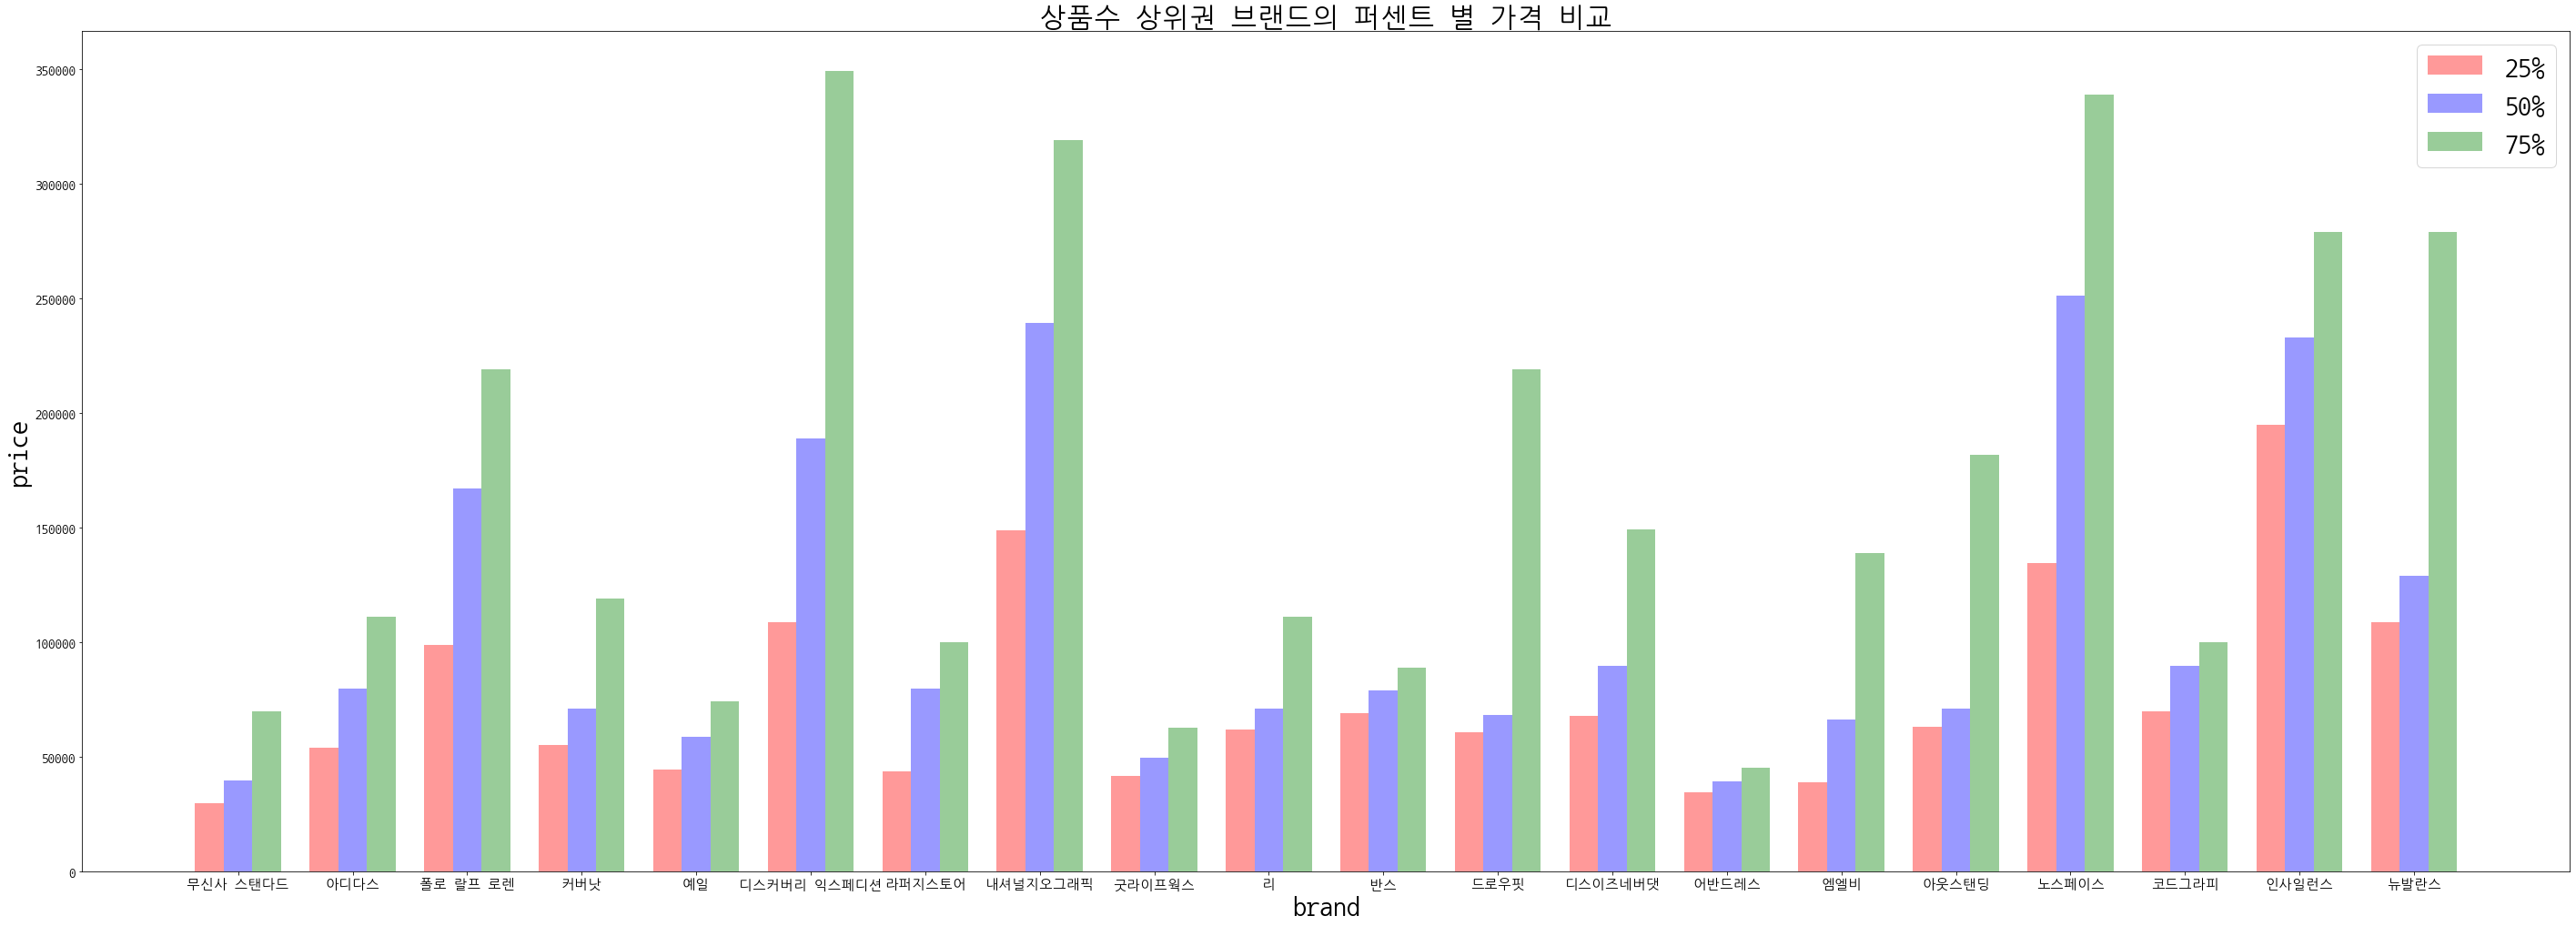 상품수 상위권 브랜드의 퍼센트 별 가격 비교
25%
50%
75%
price
350000
300000
250000
200000
150000
100000
50000
0
무신사 스탠다드 아디다스 폴로 랄프 로렌 커버낫 예일 디스커버리 익스페디션 라퍼지스토어 내셔널지오그래픽 굿라이프웍스 리 반스 드로우핏 디스이즈네버댓 어반드레스 엠엘비 아웃스탠딩 노스페이스 코드그라피 인사일런스 뉴발란스
brand